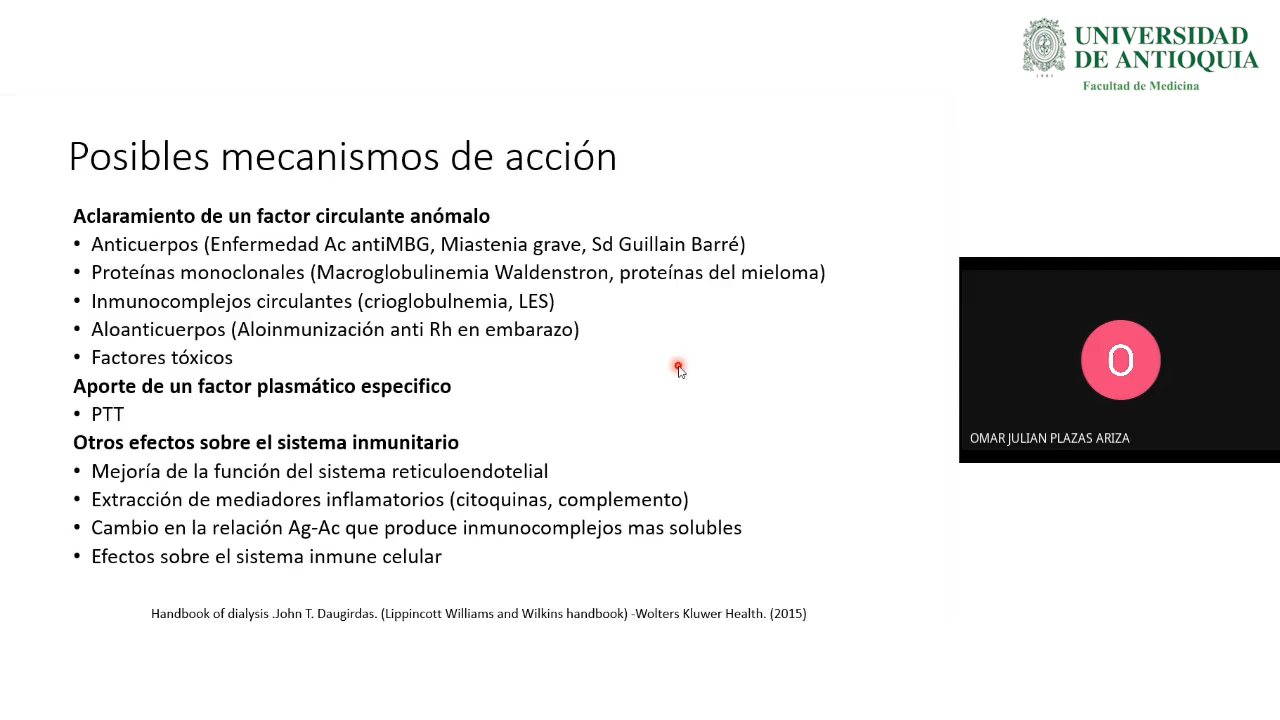 UNIVERSIDAD
DE ANTIOQUIA
1803
Facultad de Medicina
Posibles mecanismos de acción
Aclaramiento de un factor circulante anómalo
• Anticuerpos (Enfermedad Ac antiMBG, Miastenia grave, Sd Guillain Barré)
• Proteínas monoclonales (Macroglobulinemia Waldenstron, proteínas del mieloma)
• Inmunocomplejos circulantes (crioglobulnemia, LES)
• Aloanticuerpos (Aloinmunización anti Rh en embarazo)
• Factores tóxicos
Aporte de un factor plasmático especifico
• PTT
Otros efectos sobre el sistema inmunitario
• Mejoría de la función del sistema reticuloendotelial
• Extracción de mediadores inflamatorios (citoquinas, complemento)
• Cambio en la relación Ag-Ac que produce inmunocomplejos mas solubles
• Efectos sobre el sistema inmune celular
Handbook of dialysis .John T. Daugirdas. (Lippincott Williams and Wilkins handbook) -Wolters Kluwer Health. (2015)
O
OMAR JULIAN PLAZAS ARIZA